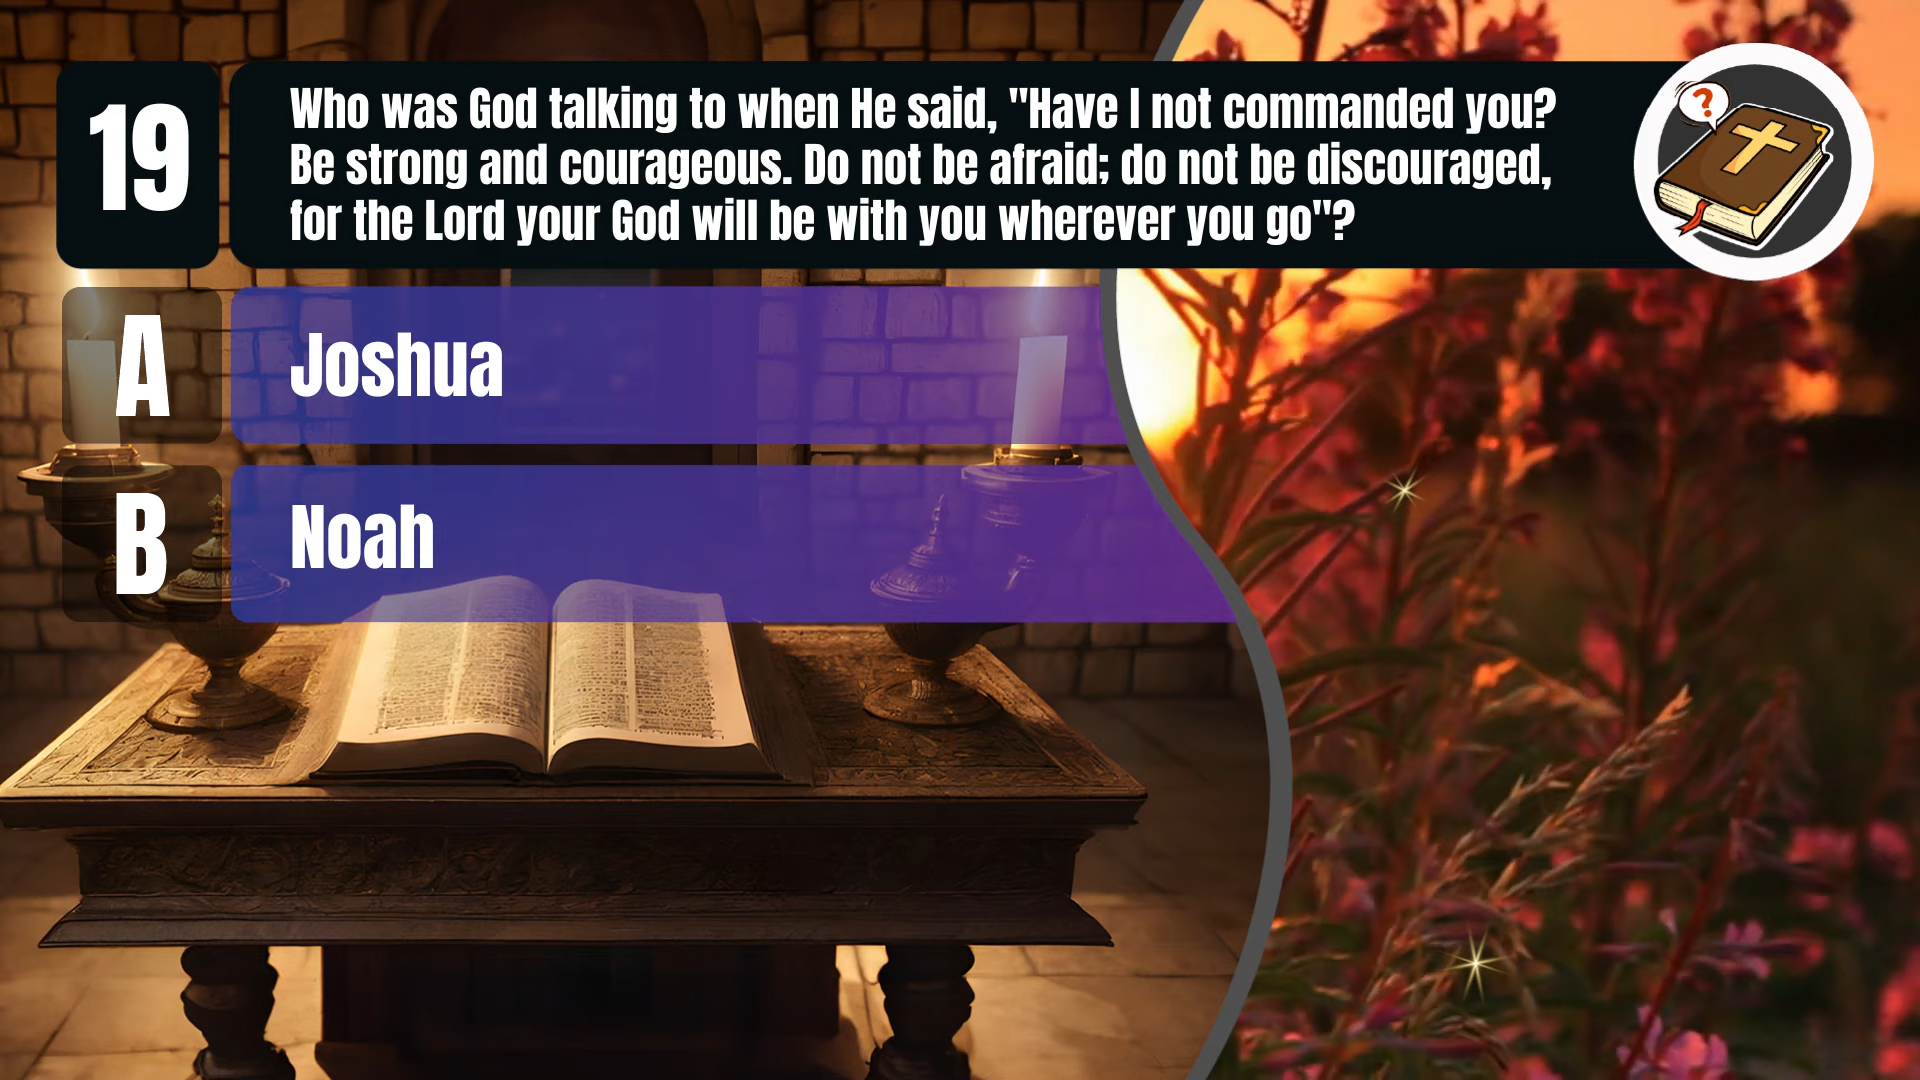 19
Who was God talking to when He said, "Have I not commanded you?
Be strong and courageous. Do not be afraid; do not be discouraged,
for the Lord your God will be with you wherever you go"?
?
A
Joshua
B
Noah